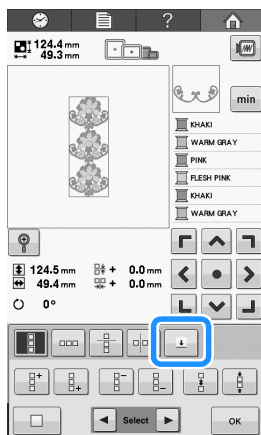 ?
124.4 mm
49.3 mm
min
KHAKI
WARM GRAY
PINK
FLESH PINK
KHAKI
WARM GRAY
124.5 mm + 0.0 mm
49.4 mm + 0.0 mm
0°
Select
OK